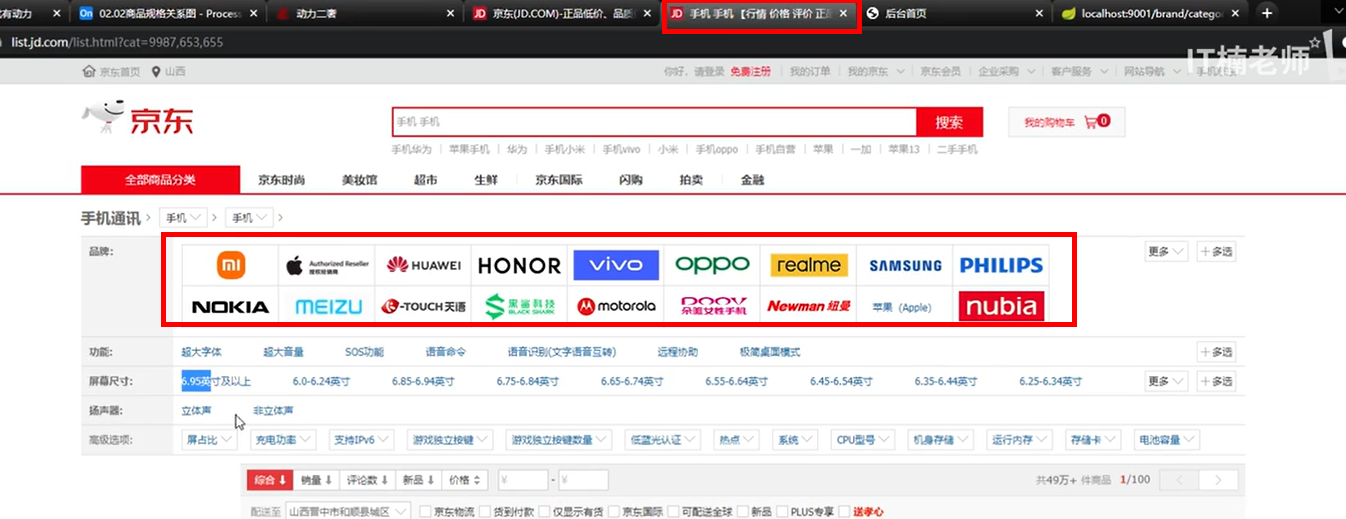 有动力 02.02商品规格关系图 - Process 动力二奢 京东(JD.COM)-正品低价、品质 手机 手机 【行情 价格 评价 正品 后台首页 localhost:9001/brand/catego
list.jd.com/list.html?cat=9987,653,655
IT楠老师
京东首页 山西 你好，请登录 免费注册 我的订单 我的京东 京东会员 企业采购 客户服务 网站导航
京东 手机 手机 搜索 我的购物车 0
手机华为 苹果手机 华为 手机小米 手机vivo 小米 手机oppo 手机自营 苹果 一加 苹果13 二手手机
全部商品分类 京东时尚 美妆馆 超市 生鲜 京东国际 闪购 拍卖 金融
手机通讯 > 手机 > 手机 >
品牌: mi Authorized Reseller 授权经销商 HUAWEI HONOR vivo oppo realme SAMSUNG PHILIPS 更多 +多选
NOKIA MEIZU K-TOUCH天语 黑鲨科技 BLACK SHARK motorola DOOV 朵唯女性手机 Newman 纽曼 苹果（Apple） nubia
功能: 超大字体 超大音量 SOS功能 语音命令 语音识别(文字语音互转) 远程协助 极简桌面模式 +多选
屏幕尺寸: 6.95英寸及以上 6.0-6.24英寸 6.85-6.94英寸 6.75-6.84英寸 6.65-6.74英寸 6.55-6.64英寸 6.45-6.54英寸 6.35-6.44英寸 6.25-6.34英寸 更多 +多选
扬声器: 立体声 非立体声
高级选项: 屏占比 充电功率 支持IPv6 游戏独立按键 游戏独立按键数量 低蓝光认证 热点 系统 CPU型号 机身存储 运行内存 存储卡 电池容量
综合 销量 评论数 新品 价格 ¥ - ¥ 共49万+ 件商品 1/100 < >
配送至 山西晋中市和顺县城区 京东物流 货到付款 仅显示有货 京东国际 可配送全球 新品 PLUS专享 送孝心